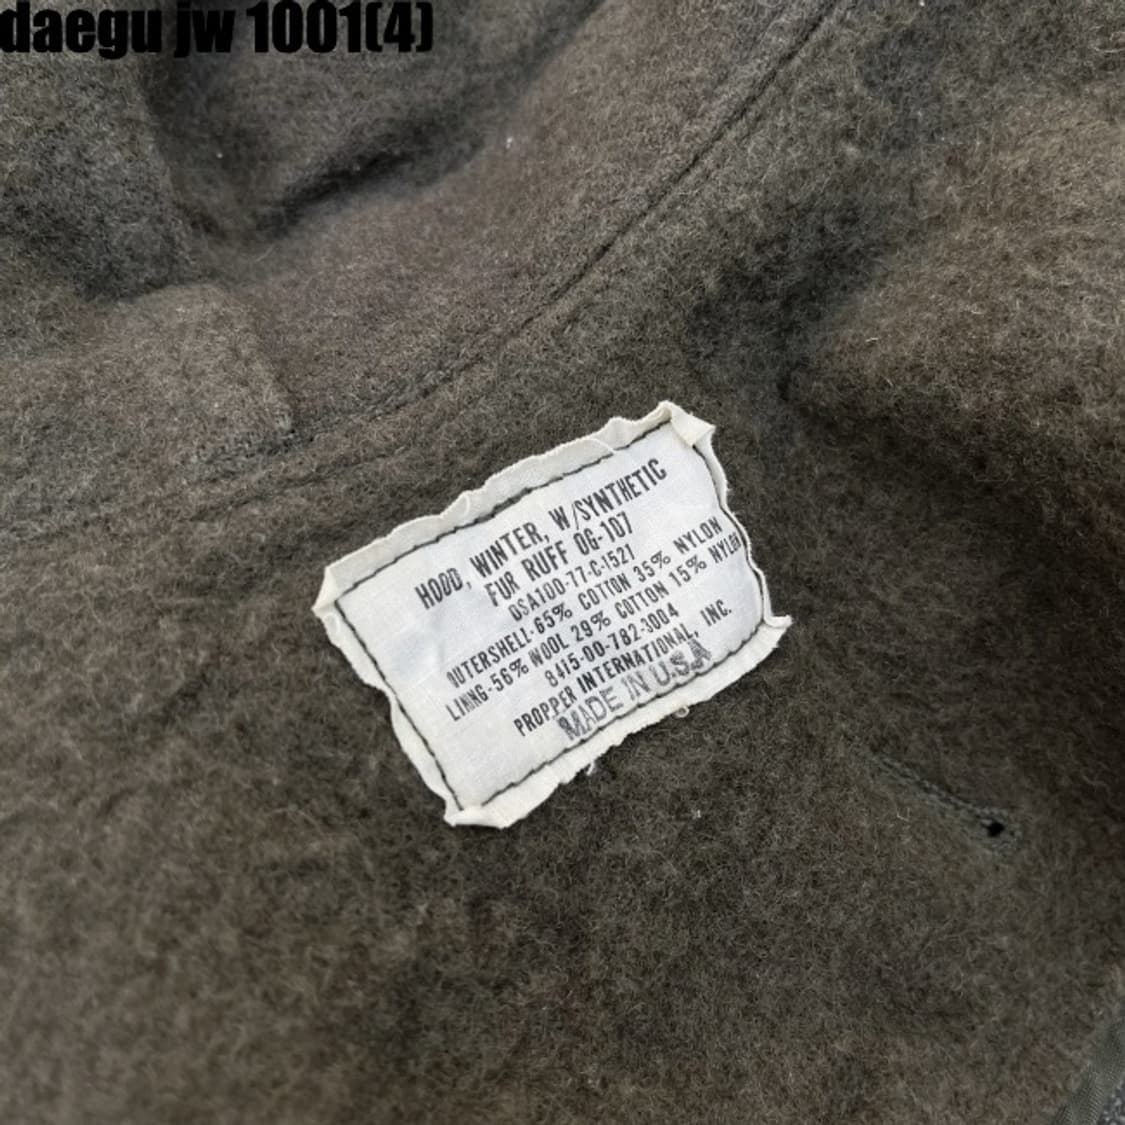 daegu jw 1001(4)
HOOD, WINTER, W/SYNTHETIC
FUR RUFF OG-107
DSA100-77-C-1521
OUTERSHELL-65% COTTON 35% NYLON
LINNG-56% WOOL 29% COTTON 15% NYLON
8415-00-782-3004
PROPPER INTERNATIONAL, INC.
MADE IN U.S.A